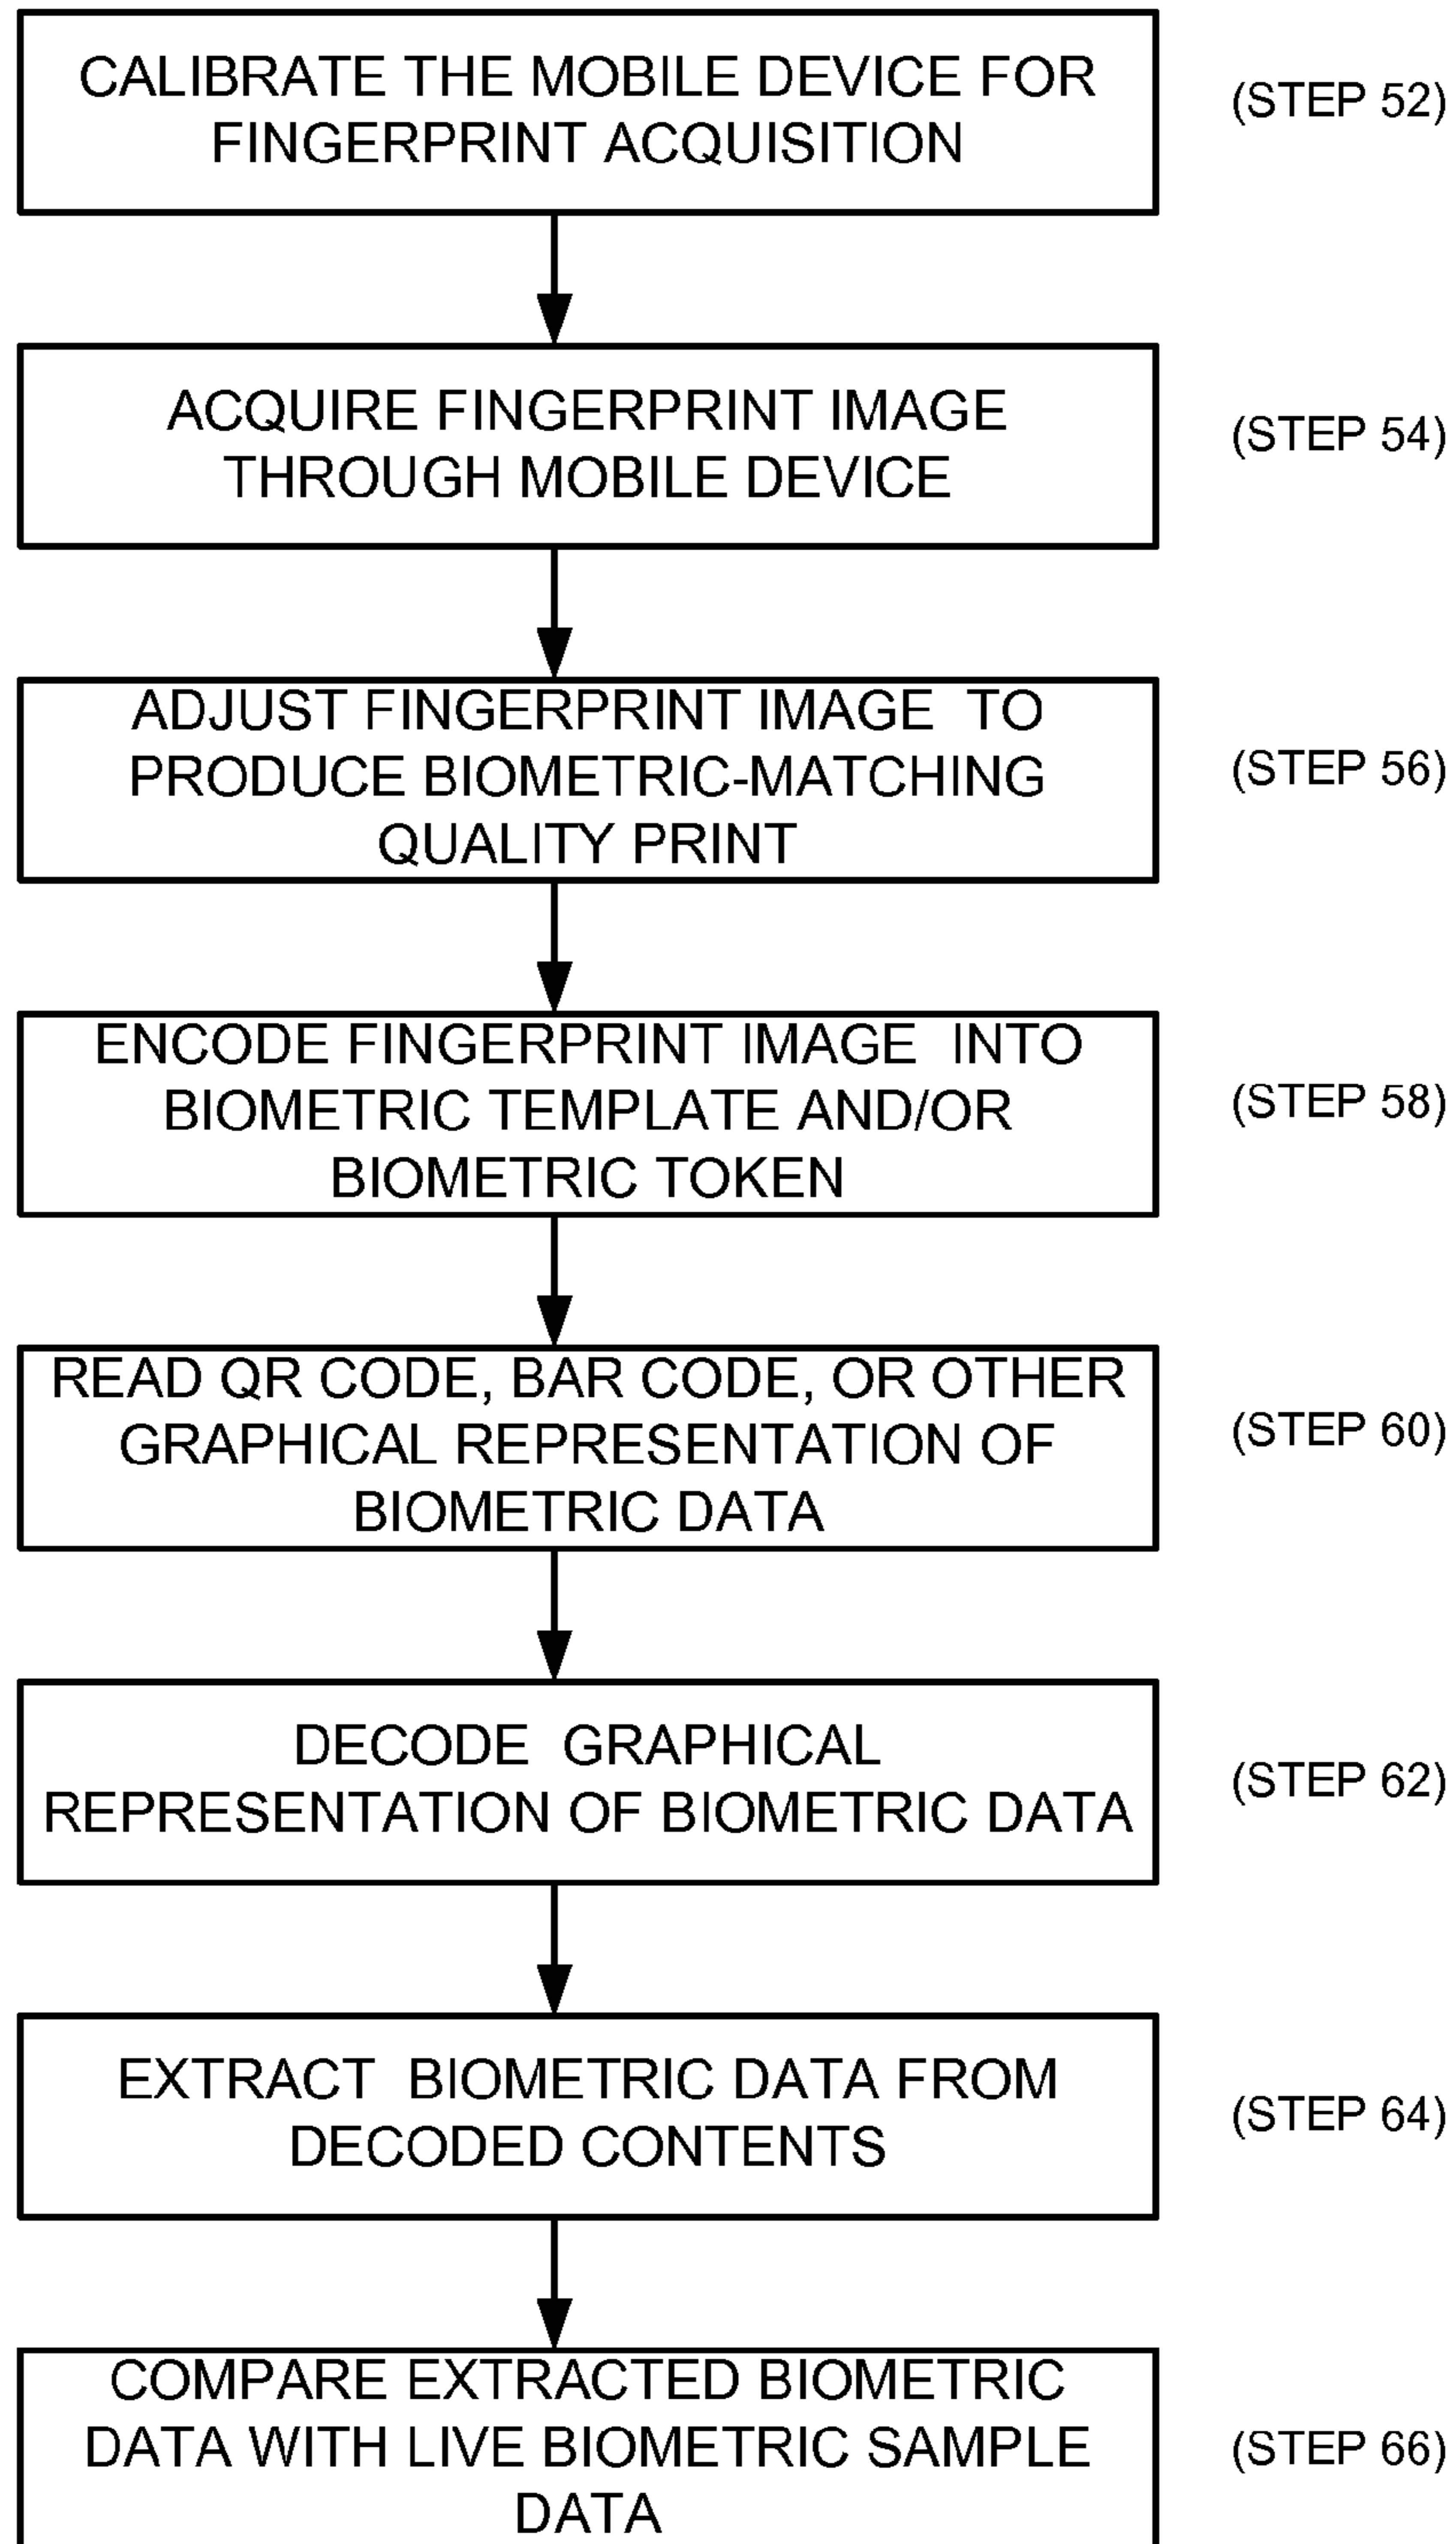 CALIBRATE THE MOBILE DEVICE FOR
FINGERPRINT ACQUISITION
(STEP 52)
ACQUIRE FINGERPRINT IMAGE
THROUGH MOBILE DEVICE
(STEP 54)
ADJUST FINGERPRINT IMAGE TO
PRODUCE BIOMETRIC-MATCHING
QUALITY PRINT
(STEP 56)
ENCODE FINGERPRINT IMAGE INTO
BIOMETRIC TEMPLATE AND/OR
BIOMETRIC TOKEN
(STEP 58)
READ QR CODE, BAR CODE, OR OTHER
GRAPHICAL REPRESENTATION OF
BIOMETRIC DATA
(STEP 60)
DECODE GRAPHICAL
REPRESENTATION OF BIOMETRIC DATA
(STEP 62)
EXTRACT BIOMETRIC DATA FROM
DECODED CONTENTS
(STEP 64)
COMPARE EXTRACTED BIOMETRIC
DATA WITH LIVE BIOMETRIC SAMPLE
DATA
(STEP 66)